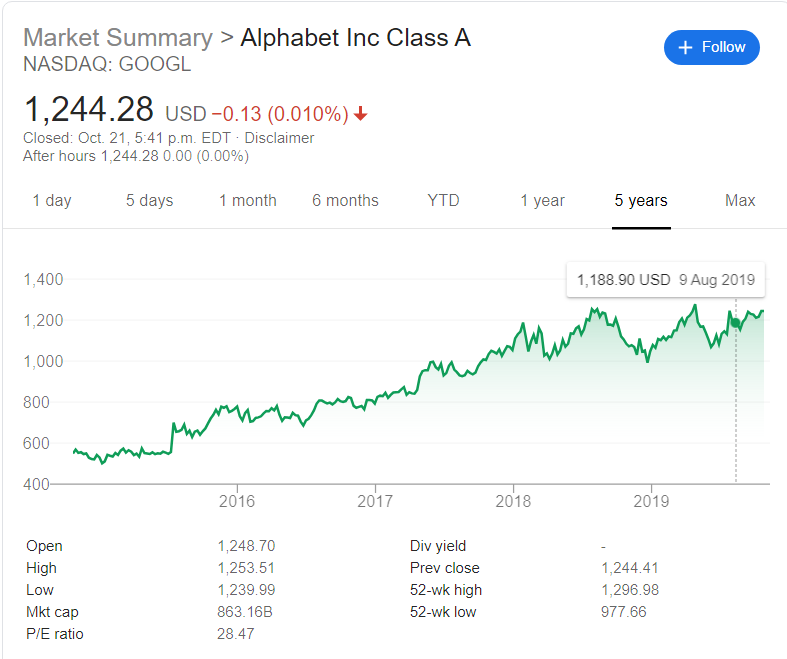 Market Summary > Alphabet Inc Class A
NASDAQ: GOOGL
+ Follow
1,244.28 USD −0.13 (0.010%)
Closed: Oct. 21, 5:41 p.m. EDT · Disclaimer
After hours 1,244.28 0.00 (0.00%)
1 day 5 days 1 month 6 months YTD 1 year 5 years Max
1,188.90 USD 9 Aug 2019
1,400
1,200
1,000
800
600
400
2016 2017 2018 2019
Open 1,248.70 Div yield -
High 1,253.51 Prev close 1,244.41
Low 1,239.99 52-wk high 1,296.98
Mkt cap 863.16B 52-wk low 977.66
P/E ratio 28.47